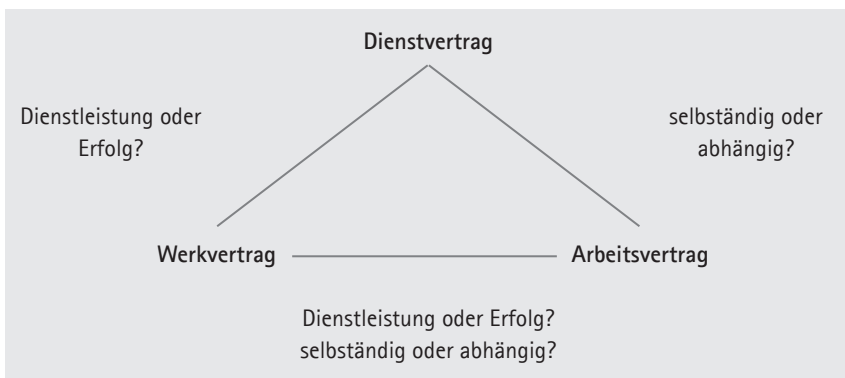 Dienstvertrag
Dienstleistung oder
Erfolg?
selbständig oder
abhängig?
Werkvertrag
Arbeitsvertrag
Dienstleistung oder Erfolg?
selbständig oder abhängig?